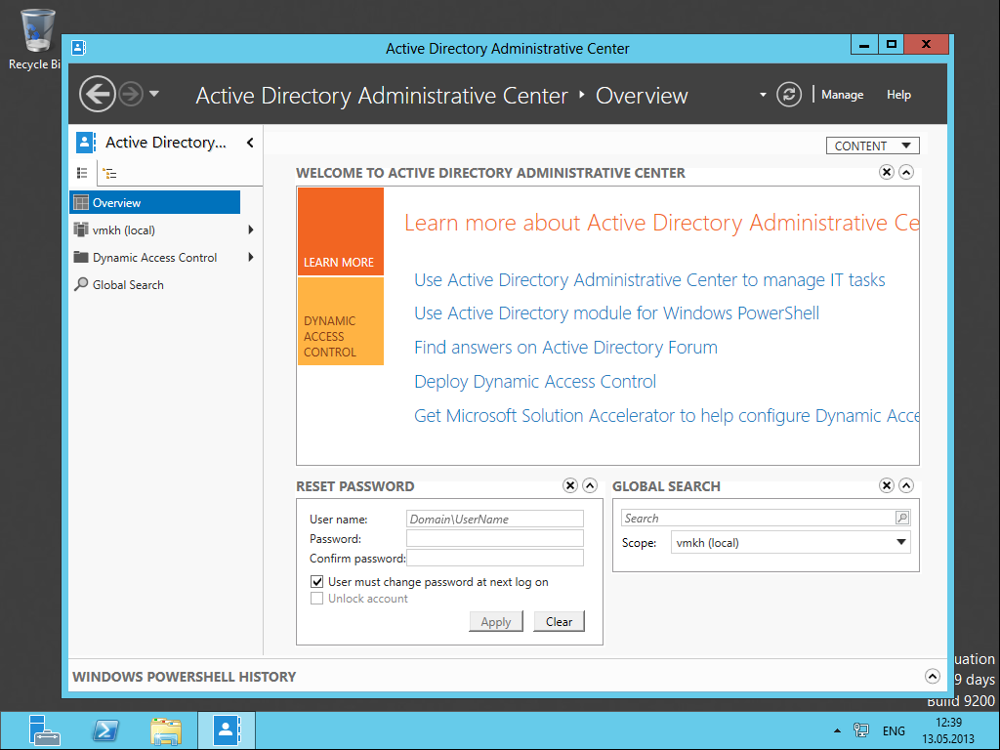 Recycle Bi
Active Directory Administrative Center
Active Directory Administrative Center Overview
Manage
Help
Active Directory...
CONTENT
Overview
vmkh (local)
Dynamic Access Control
Global Search
WELCOME TO ACTIVE DIRECTORY ADMINISTRATIVE CENTER
LEARN MORE
DYNAMIC
ACCESS
CONTROL
Learn more about Active Directory Administrative Ce
Use Active Directory Administrative Center to manage IT tasks
Use Active Directory module for Windows PowerShell
Find answers on Active Directory Forum
Deploy Dynamic Access Control
Get Microsoft Solution Accelerator to help configure Dynamic Acce
RESET PASSWORD
User name: Domain\UserName
Password:
Confirm password:
User must change password at next log on
Unlock account
Apply
Clear
GLOBAL SEARCH
Search
Scope: vmkh (local)
WINDOWS POWERSHELL HISTORY
uation
9 days
Build 9200
ENG
12:39
13.05.2013